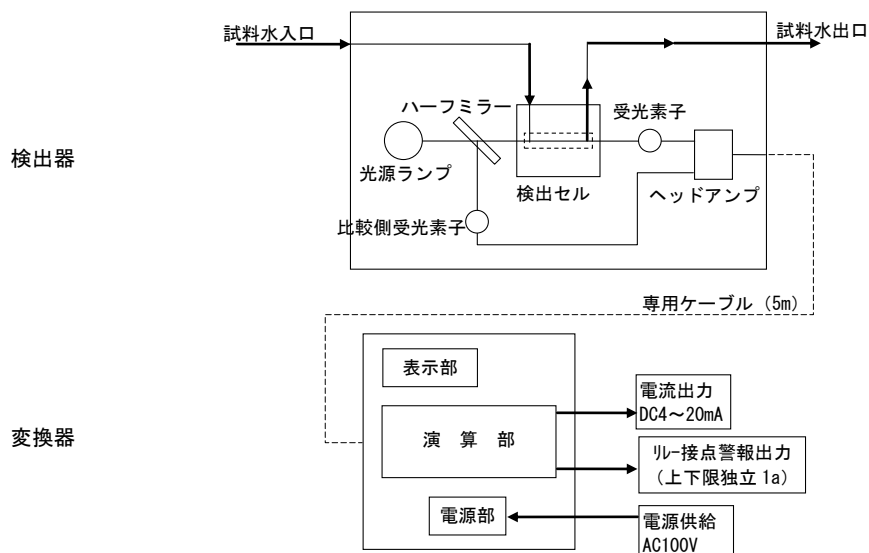 試料水入口
試料水出口
ハーフミラー
受光素子
検出器
光源ランプ
検出セル
ヘッドアンプ
比較側受光素子
専用ケーブル（5m）
表示部
電流出力
DC4～20mA
変換器
演 算 部
ﾘﾚｰ接点警報出力
（上下限独立 1a）
電源部
電源供給
AC100V